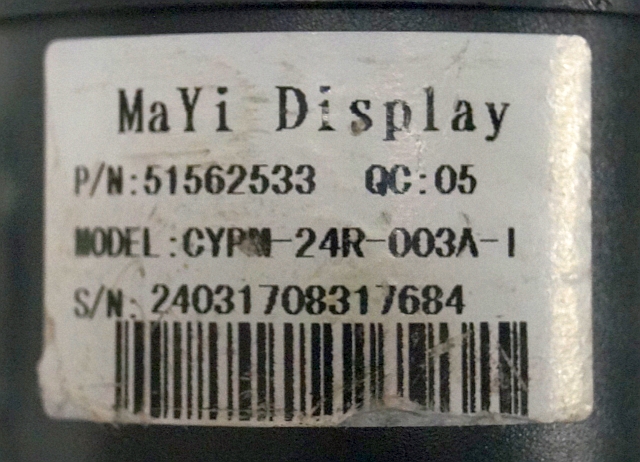 MaYi Display
P/N:51562533 QC:05
MODEL:CYPM-24R-003A-I
S/N: 24031708317684